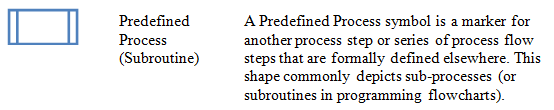 Predefined
Process
(Subroutine)
A Predefined Process symbol is a marker for
another process step or series of process flow
steps that are formally defined elsewhere. This
shape commonly depicts sub-processes (or
subroutines in programming flowcharts).